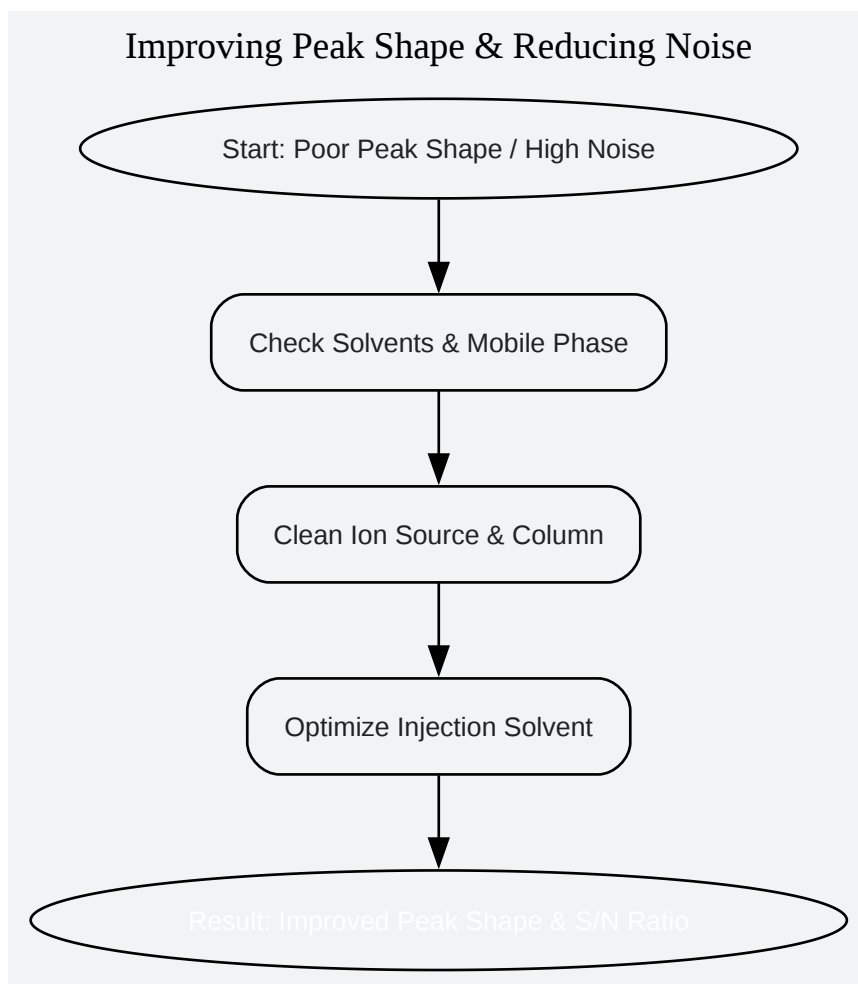 Improving Peak Shape & Reducing Noise
Start: Poor Peak Shape / High Noise
Check Solvents & Mobile Phase
Clean Ion Source & Column
Optimize Injection Solvent
Result: Improved Peak Shape & S/N Ratio